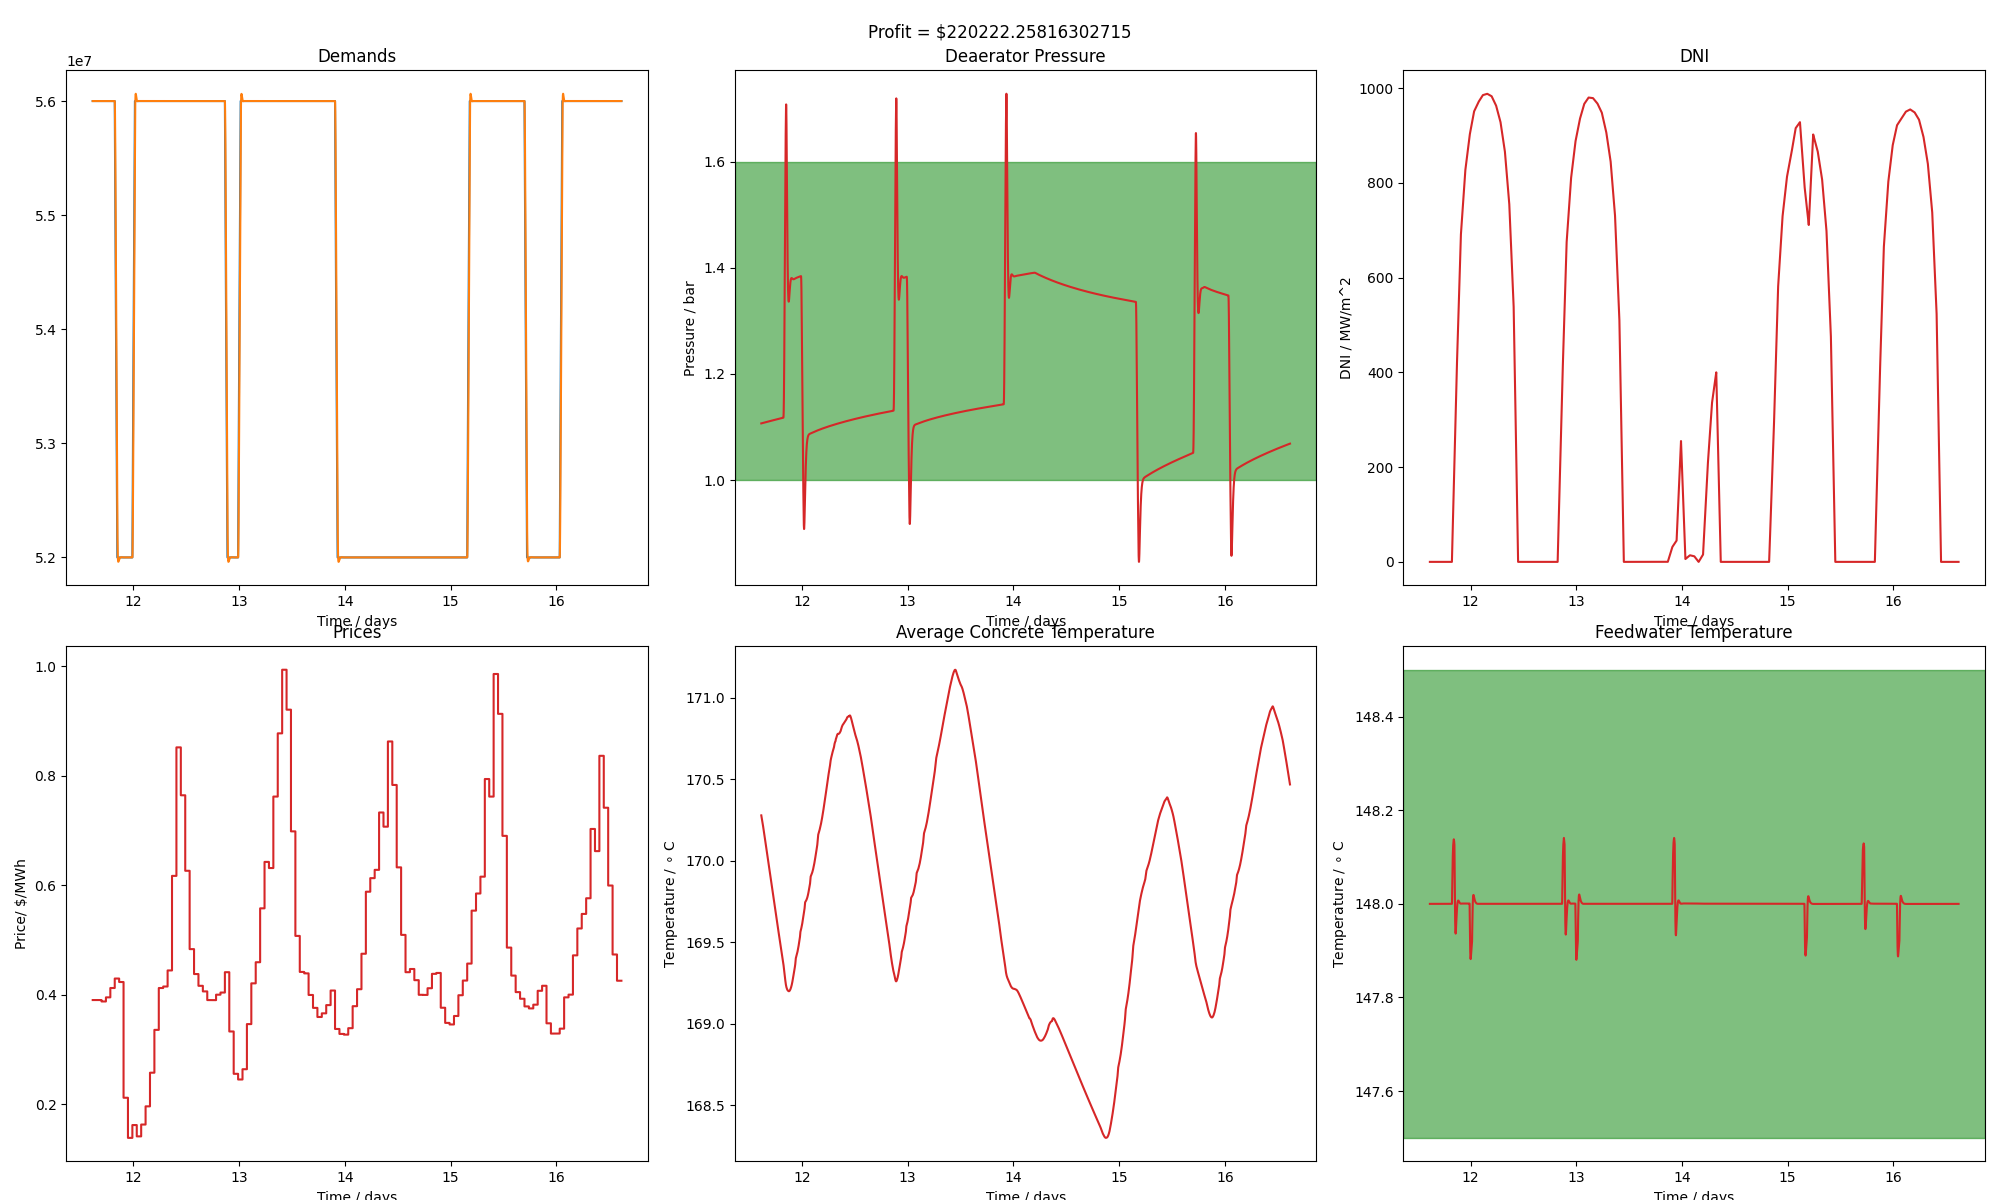 Profit = $220222.25816302715
Demands
1e7
5.6
5.5
5.4
5.3
5.2
12 13 14 15 16
Time / days
Deaerator Pressure
Pressure / bar
1.6
1.4
1.2
1.0
12 13 14 15 16
Time / days
DNI
DNI / MW/m^2
1000
800
600
400
200
0
12 13 14 15 16
Time / days
Prices
Price/ $/MWh
1.0
0.8
0.6
0.4
0.2
12 13 14 15 16
Time / days
Average Concrete Temperature
Temperature / ∘ C
171.0
170.5
170.0
169.5
169.0
168.5
12 13 14 15 16
Time / days
Feedwater Temperature
Temperature / ∘ C
148.4
148.2
148.0
147.8
147.6
12 13 14 15 16
Time / days